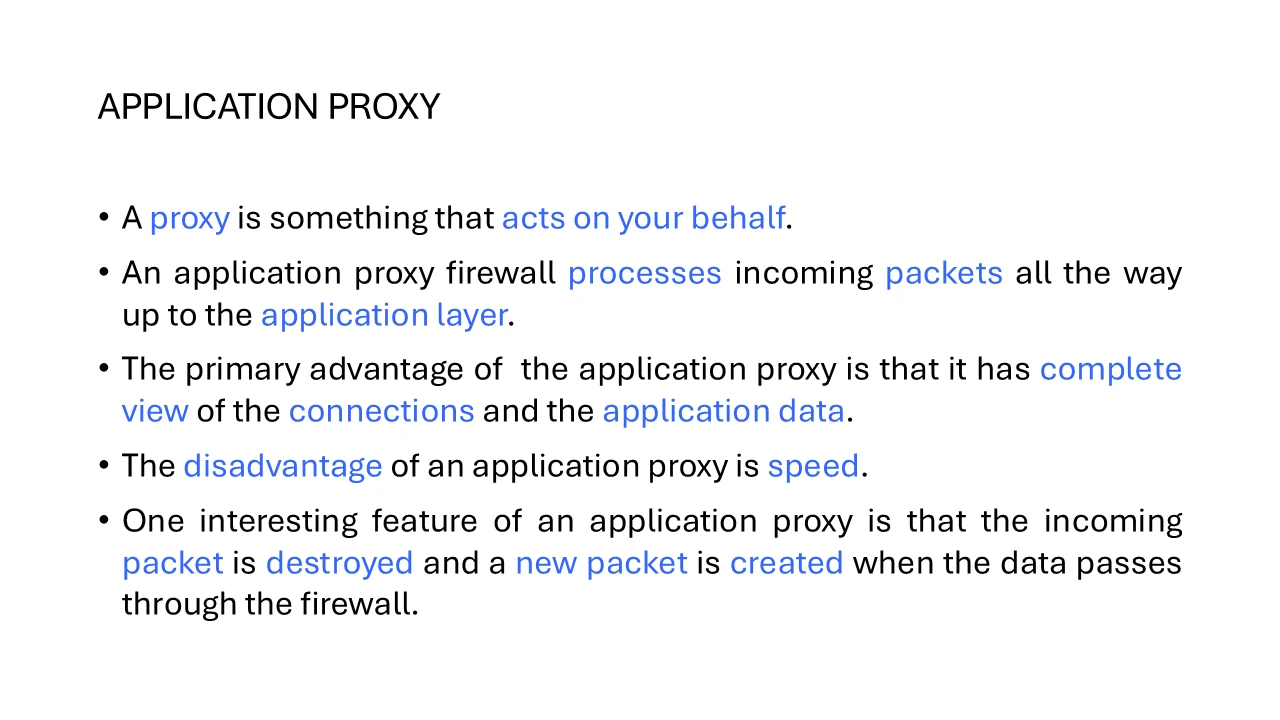 APPLICATION PROXY
• A proxy is something that acts on your behalf.
• An application proxy firewall processes incoming packets all the way
up to the application layer.
• The primary advantage of  the application proxy is that it has complete
view of the connections and the application data.
• The disadvantage of an application proxy is speed.
• One interesting feature of an application proxy is that the incoming
packet is destroyed and a new packet is created when the data passes
through the firewall.